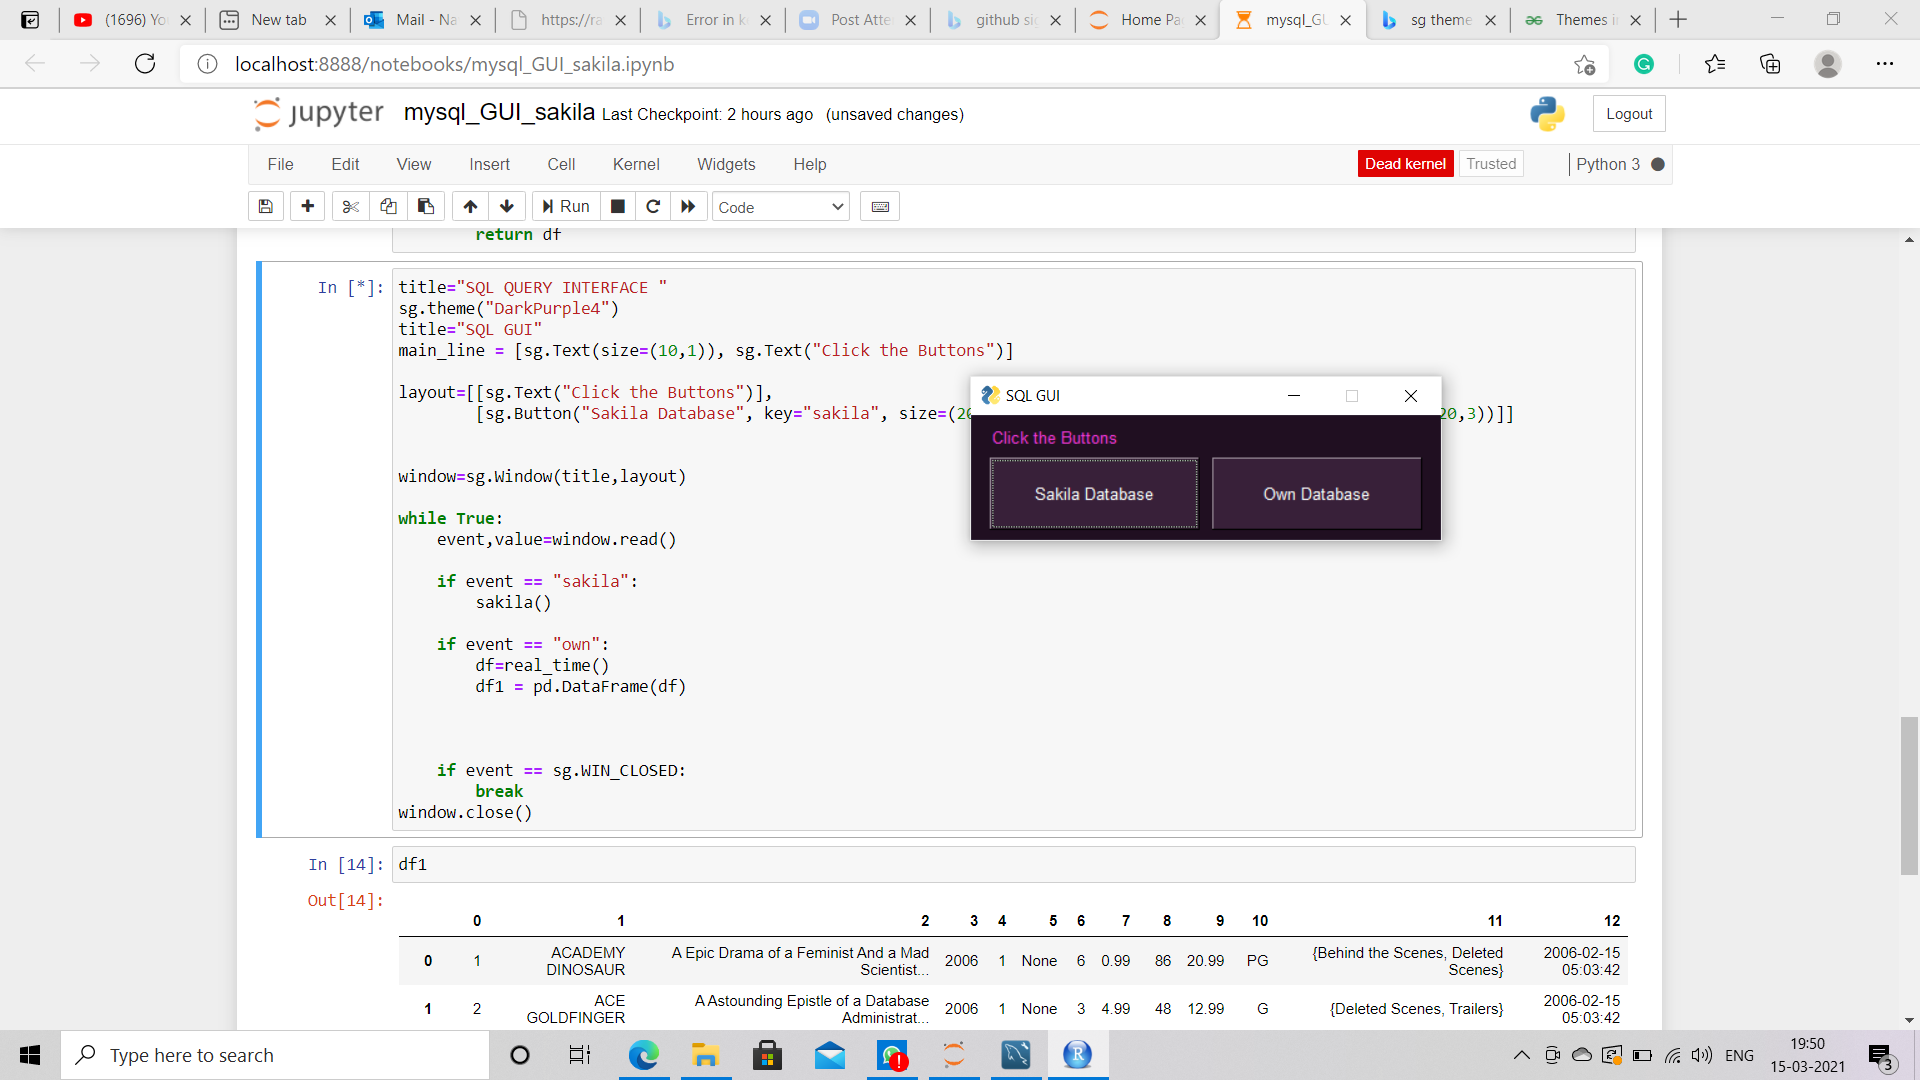 (1696) Yo
New tab
Mail - Na
https://ra
Error in k
Post Atte
github sig
Home Pa
mysql_GU
sg theme
Themes i
localhost:8888/notebooks/mysql_GUI_sakila.ipynb
jupyter mysql_GUI_sakila Last Checkpoint: 2 hours ago (unsaved changes)
Logout
File Edit View Insert Cell Kernel Widgets Help
Dead kernel Trusted Python 3
Run Code
return df
In [*]:
title="SQL QUERY INTERFACE "
sg.theme("DarkPurple4")
title="SQL GUI"
main_line = [sg.Text(size=(10,1)), sg.Text("Click the Buttons")]
layout=[[sg.Text("Click the Buttons")],
[sg.Button("Sakila Database", key="sakila", size=(20 20,3))]]
window=sg.Window(title,layout)
while True:
event,value=window.read()
if event == "sakila":
sakila()
if event == "own":
df=real_time()
df1 = pd.DataFrame(df)
if event == sg.WIN_CLOSED:
break
window.close()
SQL GUI
Click the Buttons
Sakila Database Own Database
In [14]: df1
Out[14]:
0 1 2 3 4 5 6 7 8 9 10 11 12
0 1 ACADEMY DINOSAUR A Epic Drama of a Feminist And a Mad Scientist... 2006 1 None 6 0.99 86 20.99 PG {Behind the Scenes, Deleted Scenes} 2006-02-15 05:03:42
1 2 ACE GOLDFINGER A Astounding Epistle of a Database Administrat... 2006 1 None 3 4.99 48 12.99 G {Deleted Scenes, Trailers} 2006-02-15 05:03:42
Type here to search
R
ENG
19:50
15-03-2021
3